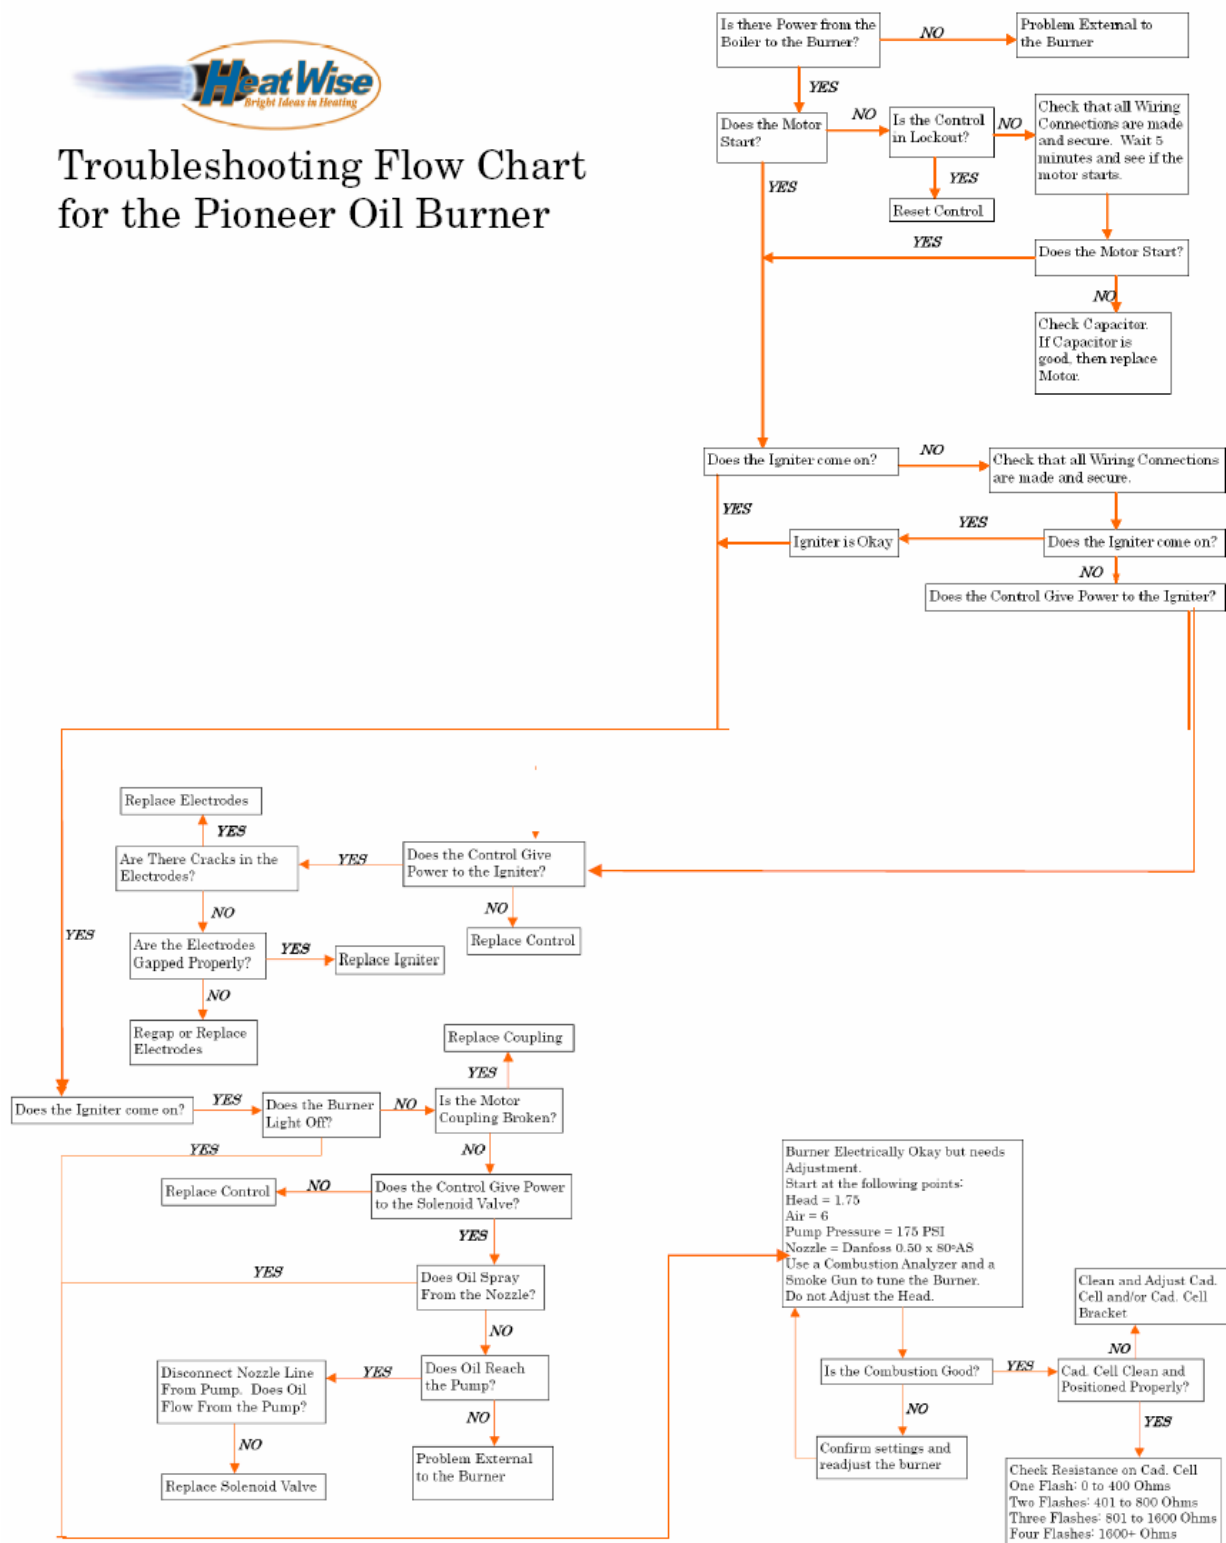 HeatWise
Bright Ideas in Heating
Troubleshooting Flow Chart
for the Pioneer Oil Burner
Is there Power from the
Boiler to the Burner?
NO
Problem External to
the Burner
YES
Does the Motor
Start?
NO
Is the Control
in Lockout?
NO
Check that all Wiring
Connections are made
and secure. Wait 5
minutes and see if the
motor starts.
YES
YES
Reset Control
YES
Does the Motor Start?
NO
Check Capacitor.
If Capacitor is
good, then replace
Motor.
Does the Igniter come on?
NO
Check that all Wiring Connections
are made and secure.
YES
YES
Igniter is Okay
Does the Igniter come on?
NO
Does the Control Give Power to the Igniter?
Replace Electrodes
YES
Are There Cracks in the
Electrodes?
YES
Does the Control Give
Power to the Igniter?
NO
NO
Replace Control
YES
Are the Electrodes
Gapped Properly?
YES
Replace Igniter
NO
Regap or Replace
Electrodes
Replace Coupling
YES
Does the Igniter come on?
YES
Does the Burner
Light Off?
NO
Is the Motor
Coupling Broken?
YES
NO
Replace Control
NO
Does the Control Give Power
to the Solenoid Valve?
YES
YES
Does Oil Spray
From the Nozzle?
NO
Disconnect Nozzle Line
From Pump. Does Oil
Flow From the Pump?
YES
Does Oil Reach
the Pump?
NO
NO
Replace Solenoid Valve
Problem External
to the Burner
Burner Electrically Okay but needs
Adjustment.
Start at the following points:
Head = 1.75
Air = 6
Pump Pressure = 175 PSI
Nozzle = Danfoss 0.50 x 80°AS
Use a Combustion Analyzer and a
Smoke Gun to tune the Burner.
Do not Adjust the Head.
Clean and Adjust Cad.
Cell and/or Cad. Cell
Bracket
NO
Is the Combustion Good?
YES
Cad. Cell Clean and
Positioned Properly?
NO
YES
Confirm settings and
readjust the burner
Check Resistance on Cad. Cell
One Flash: 0 to 400 Ohms
Two Flashes: 401 to 800 Ohms
Three Flashes: 801 to 1600 Ohms
Four Flashes: 1600+ Ohms